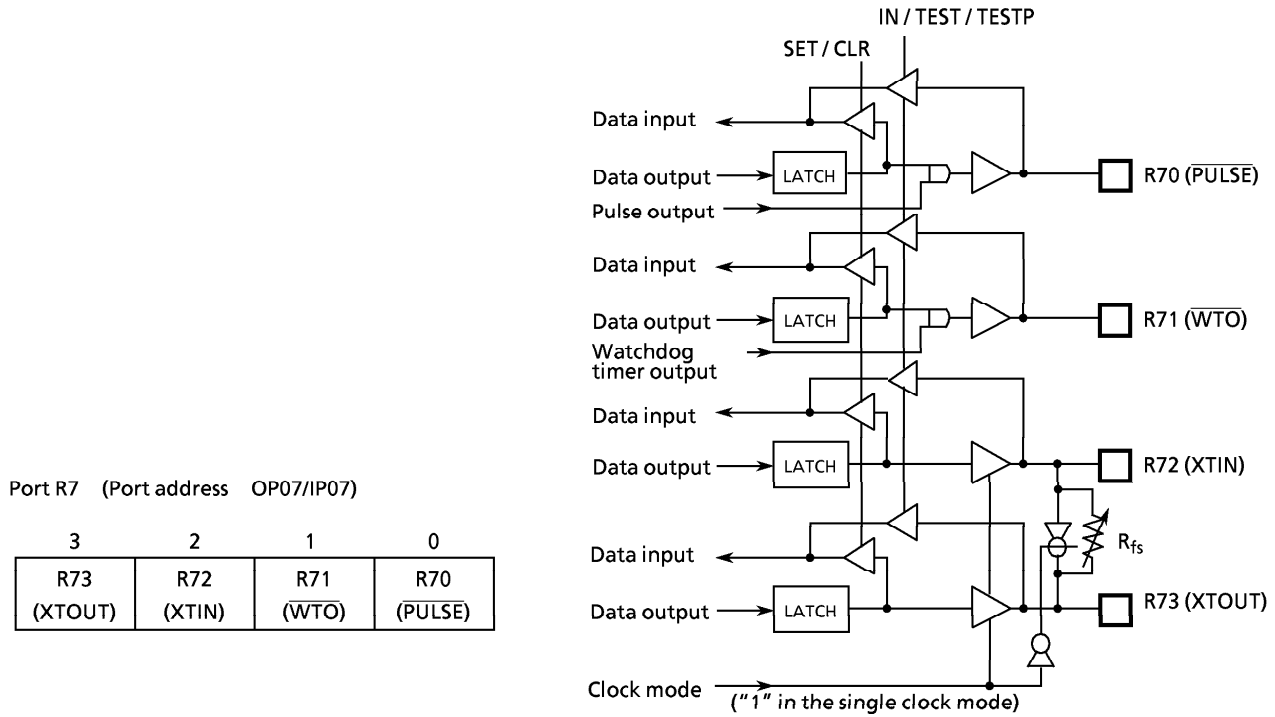 IN / TEST / TESTP
SET / CLR
Data input
Data output
LATCH
R70 (PULSE)
Pulse output
Data input
Data output
LATCH
R71 (WTO)
Watchdog
timer output
Data input
Data output
LATCH
R72 (XTIN)
Rfs
Data input
Data output
LATCH
R73 (XTOUT)
Clock mode
("1" in the single clock mode)
Port R7 (Port address OP07/IP07)
3 2 1 0
R73 R72 R71 R70
(XTOUT) (XTIN) (WTO) (PULSE)